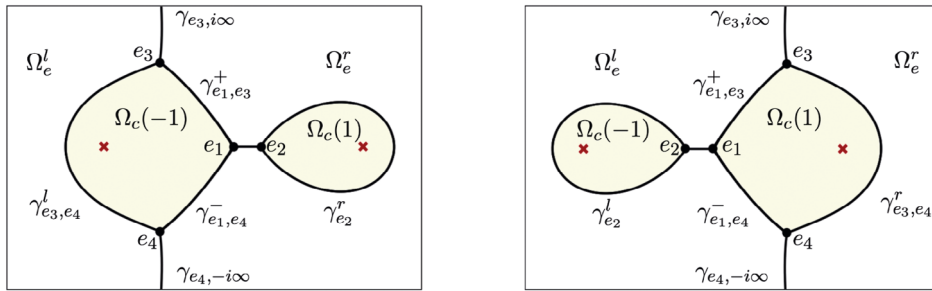 γ_{e_3,i∞}
e_3
Ω_e^l
Ω_e^r
γ_{e_1,e_3}^+
Ω_c(-1)
Ω_c(1)
e_1
e_2
γ_{e_3,e_4}^l
γ_{e_1,e_4}^-
γ_{e_2}^r
e_4
γ_{e_4,-i∞}
γ_{e_3,i∞}
e_3
Ω_e^l
Ω_e^r
γ_{e_1,e_3}^+
Ω_c(-1)
Ω_c(1)
e_2
e_1
γ_{e_2}^l
γ_{e_1,e_4}^-
γ_{e_3,e_4}^r
e_4
γ_{e_4,-i∞}